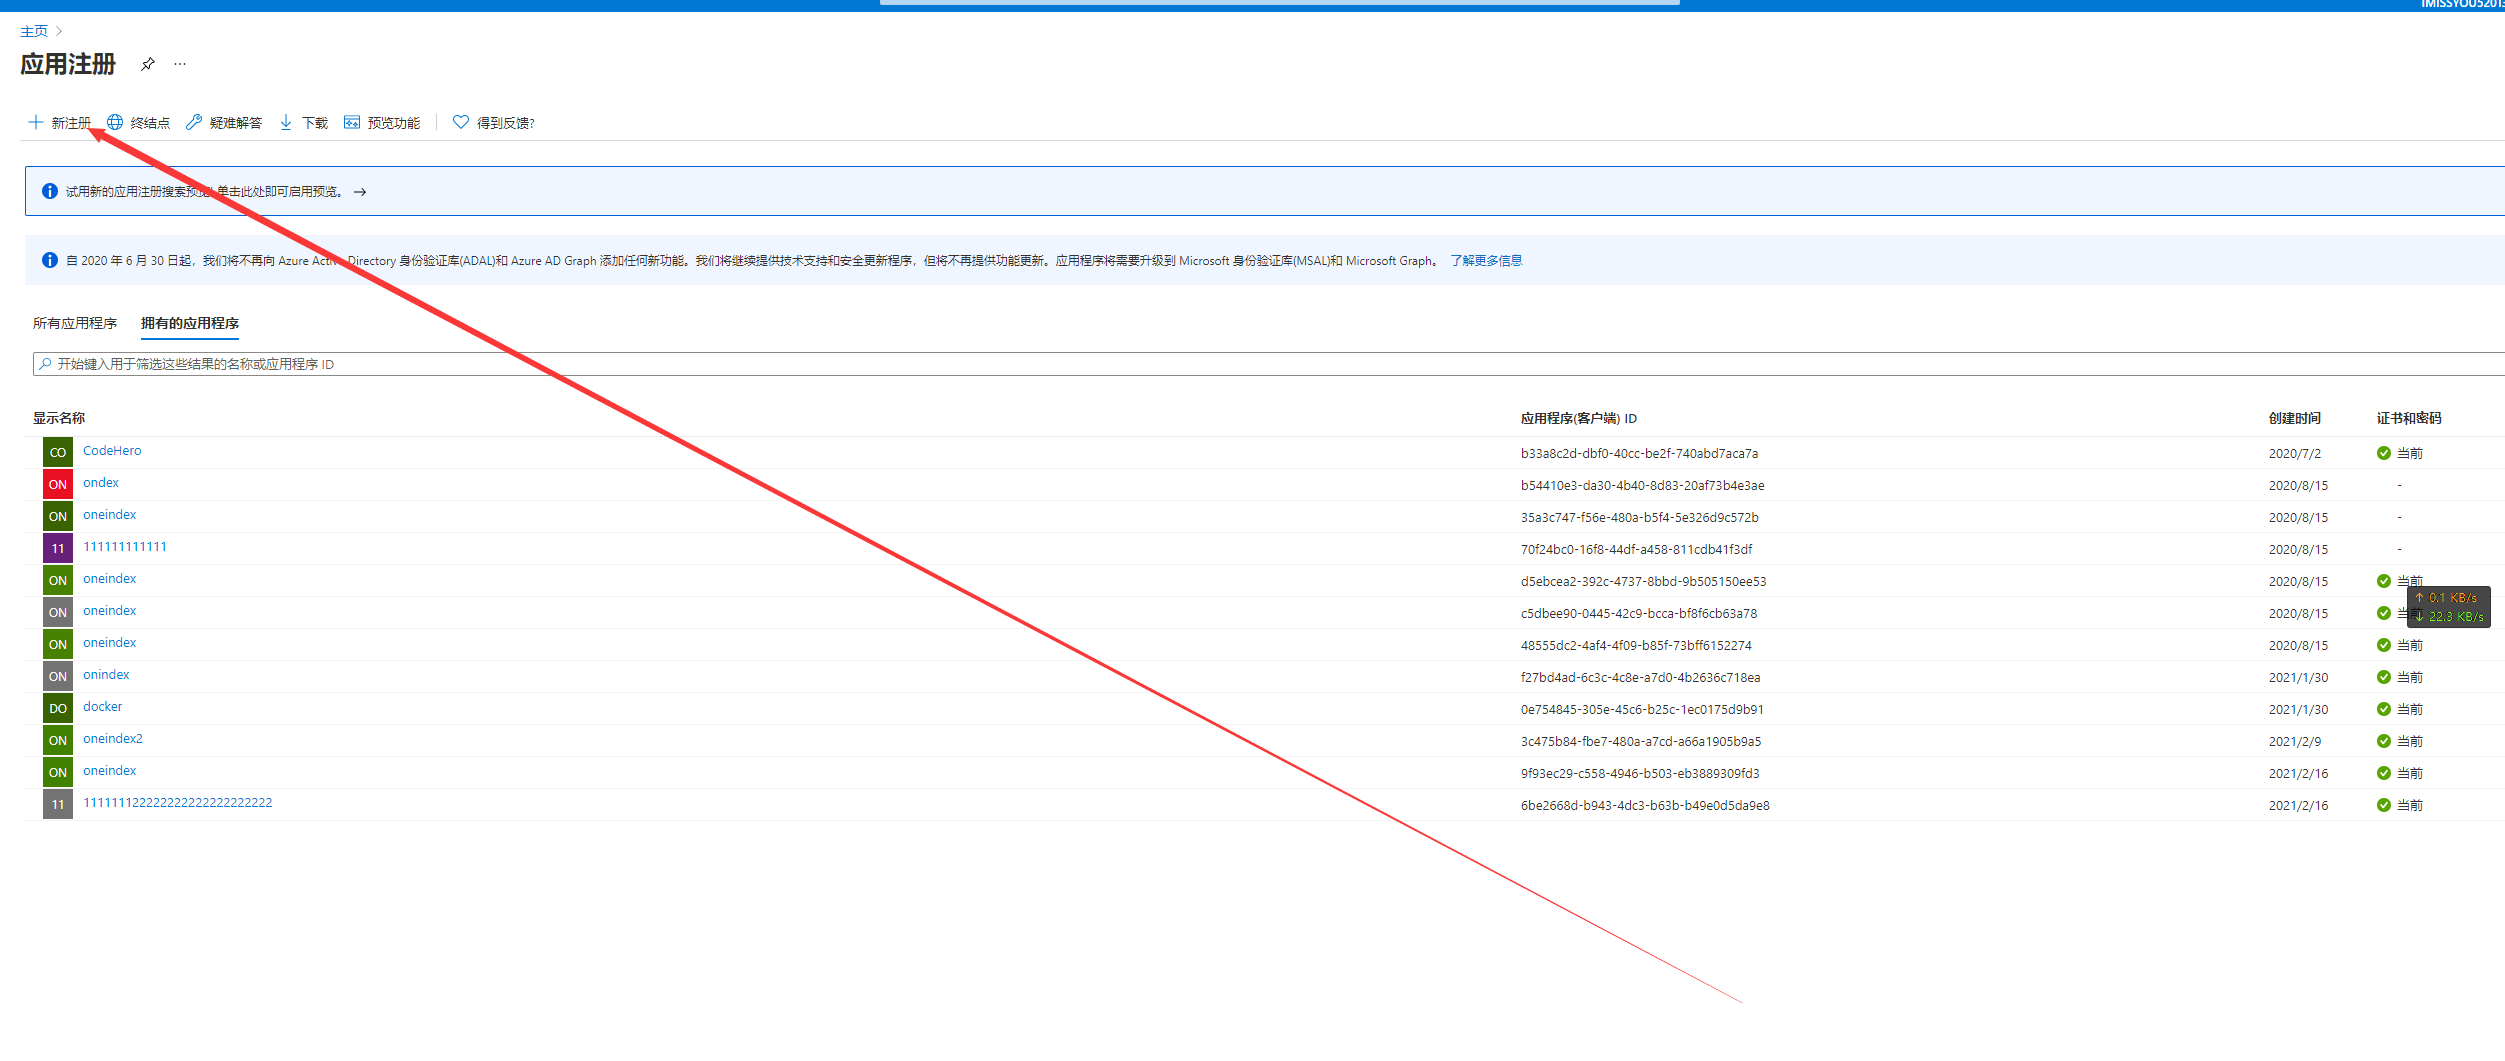 IMISSYOU5201
主页
应用注册
新注册 终结点 疑难解答 下载 预览功能 得到反馈?
试用新的应用注册搜索预览! 单击此处即可启用预览。
自 2020 年 6 月 30 日起，我们将不再向 Azure Active Directory 身份验证库(ADAL)和 Azure AD Graph 添加任何新功能。我们将继续提供技术支持和安全更新程序，但将不再提供功能更新。应用程序将需要升级到 Microsoft 身份验证库(MSAL)和 Microsoft Graph。 了解更多信息
所有应用程序 拥有的应用程序
开始键入用于筛选这些结果的名称或应用程序 ID
显示名称 应用程序(客户端) ID 创建时间 证书和密码
CO CodeHero b33a8c2d-dbf0-40cc-be2f-740abd7aca7a 2020/7/2 当前
ON ondex b54410e3-da30-4b40-8d83-20af73b4e3ae 2020/8/15 -
ON oneindex 35a3c747-f56e-480a-b5f4-5e326d9c572b 2020/8/15 -
11 111111111111 70f24bc0-16f8-44df-a458-811cdb41f3df 2020/8/15 -
ON oneindex d5ebcea2-392c-4737-8bbd-9b505150ee53 2020/8/15 当前
↑ 0.1 KB/s
ON oneindex c5dbee90-0445-42c9-bcca-bf8f6cb63a78 2020/8/15 当前
↓ 22.3 KB/s
ON oneindex 48555dc2-4af4-4f09-b85f-73bff6152274 2020/8/15 当前
ON onindex f27bd4ad-6c3c-4c8e-a7d0-4b2636c718ea 2021/1/30 当前
DO docker 0e754845-305e-45c6-b25c-1ec0175d9b91 2021/1/30 当前
ON oneindex2 3c475b84-fbe7-480a-a7cd-a66a1905b9a5 2021/2/9 当前
ON oneindex 9f93ec29-c558-4946-b503-eb3889309fd3 2021/2/16 当前
11 1111111222222222222222222222 6be2668d-b943-4dc3-b63b-b49e0d5da9e8 2021/2/16 当前